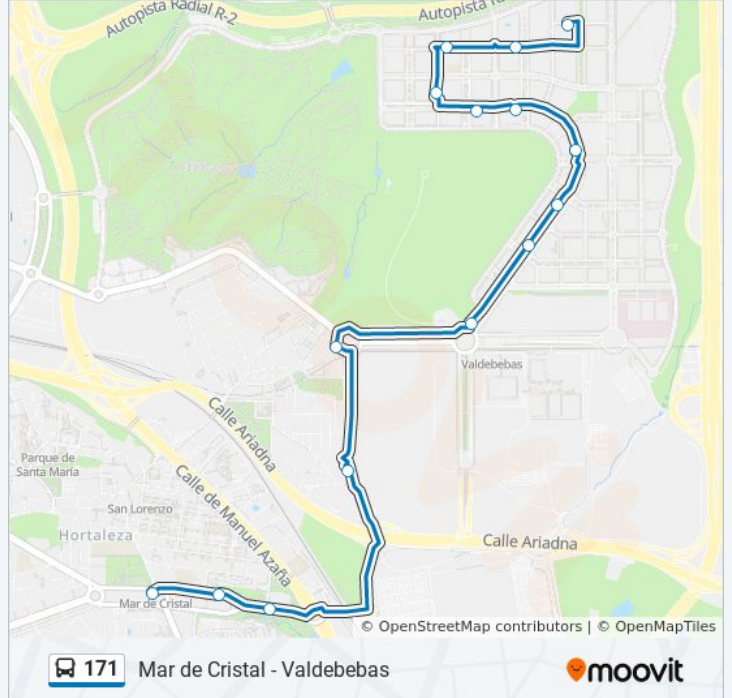 Autopista Radial R-2
Autopista Ra
Valdebebas
Calle Ariadna
Parque de
Santa María
Calle de Manuel Azaña
San Lorenzo
Hortaleza
Calle Ariadna
Mar de Cristal
© OpenStreetMap contributors | © OpenMapTiles
171 Mar de Cristal - Valdebebas
moovit